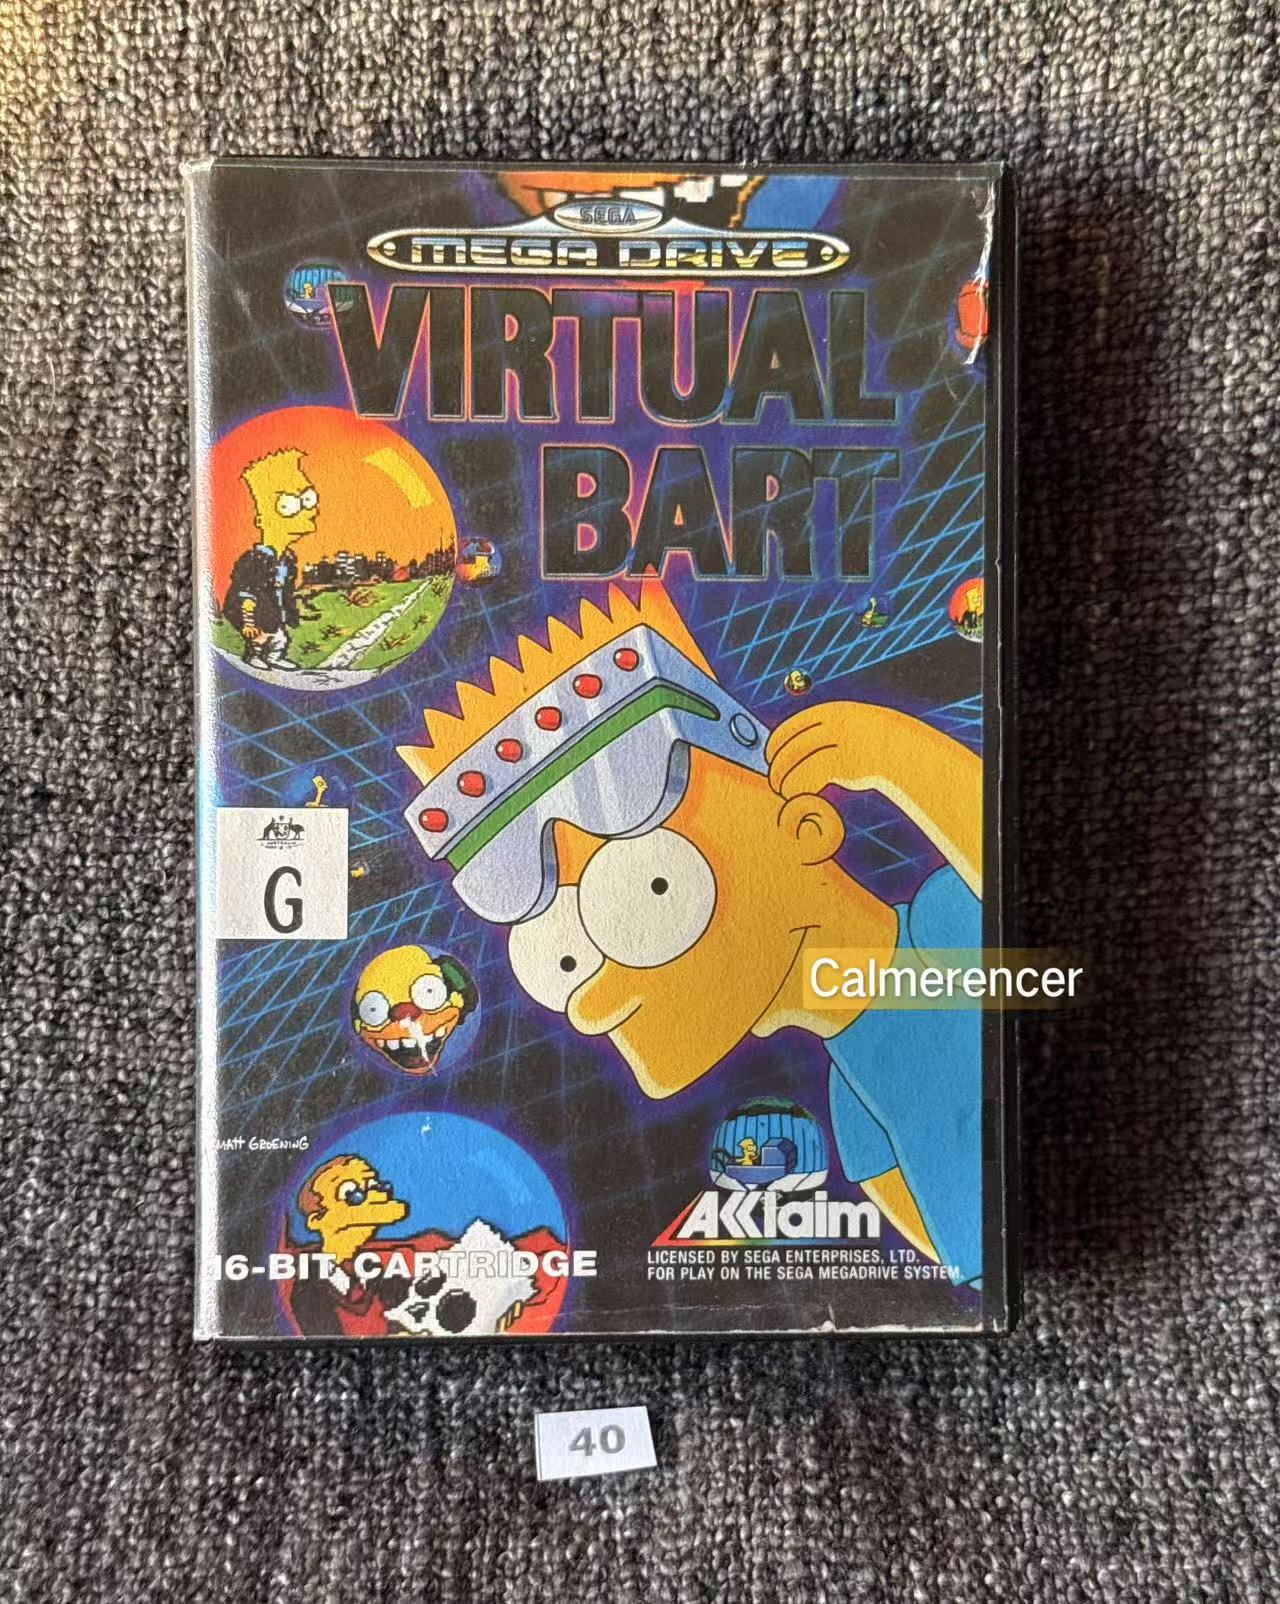 SEGA
MEGA DRIVE
VIRTUAL
BART
G
Calmerencer
MATT GROENING
16-BIT CARTRIDGE
AKklaim
LICENSED BY SEGA ENTERPRISES, LTD.
FOR PLAY ON THE SEGA MEGADRIVE SYSTEM.
40